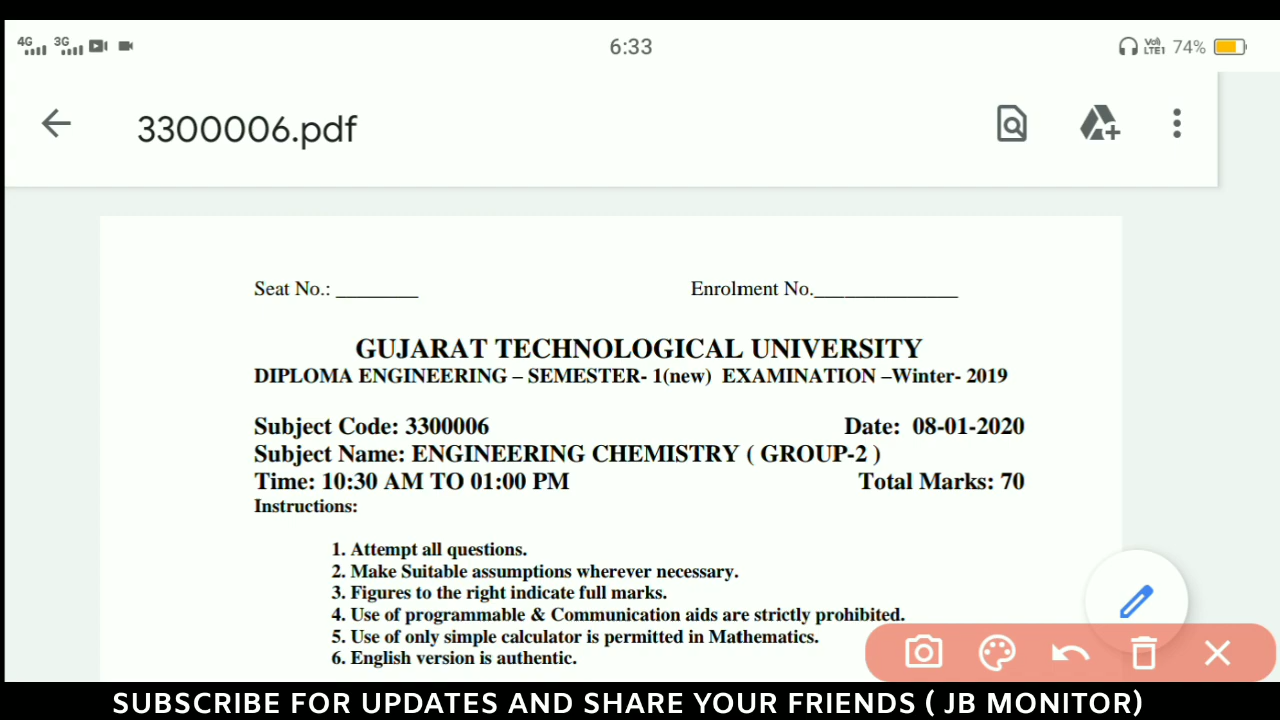 4G 3G 6:33 VoLTE1 74%
3300006.pdf
Seat No.: ________ Enrolment No.______________
GUJARAT TECHNOLOGICAL UNIVERSITY
DIPLOMA ENGINEERING – SEMESTER- 1(new) EXAMINATION –Winter- 2019
Subject Code: 3300006 Date: 08-01-2020
Subject Name: ENGINEERING CHEMISTRY ( GROUP-2 )
Time: 10:30 AM TO 01:00 PM Total Marks: 70
Instructions:
1. Attempt all questions.
2. Make Suitable assumptions wherever necessary.
3. Figures to the right indicate full marks.
4. Use of programmable & Communication aids are strictly prohibited.
5. Use of only simple calculator is permitted in Mathematics.
6. English version is authentic.
SUBSCRIBE FOR UPDATES AND SHARE YOUR FRIENDS ( JB MONITOR)